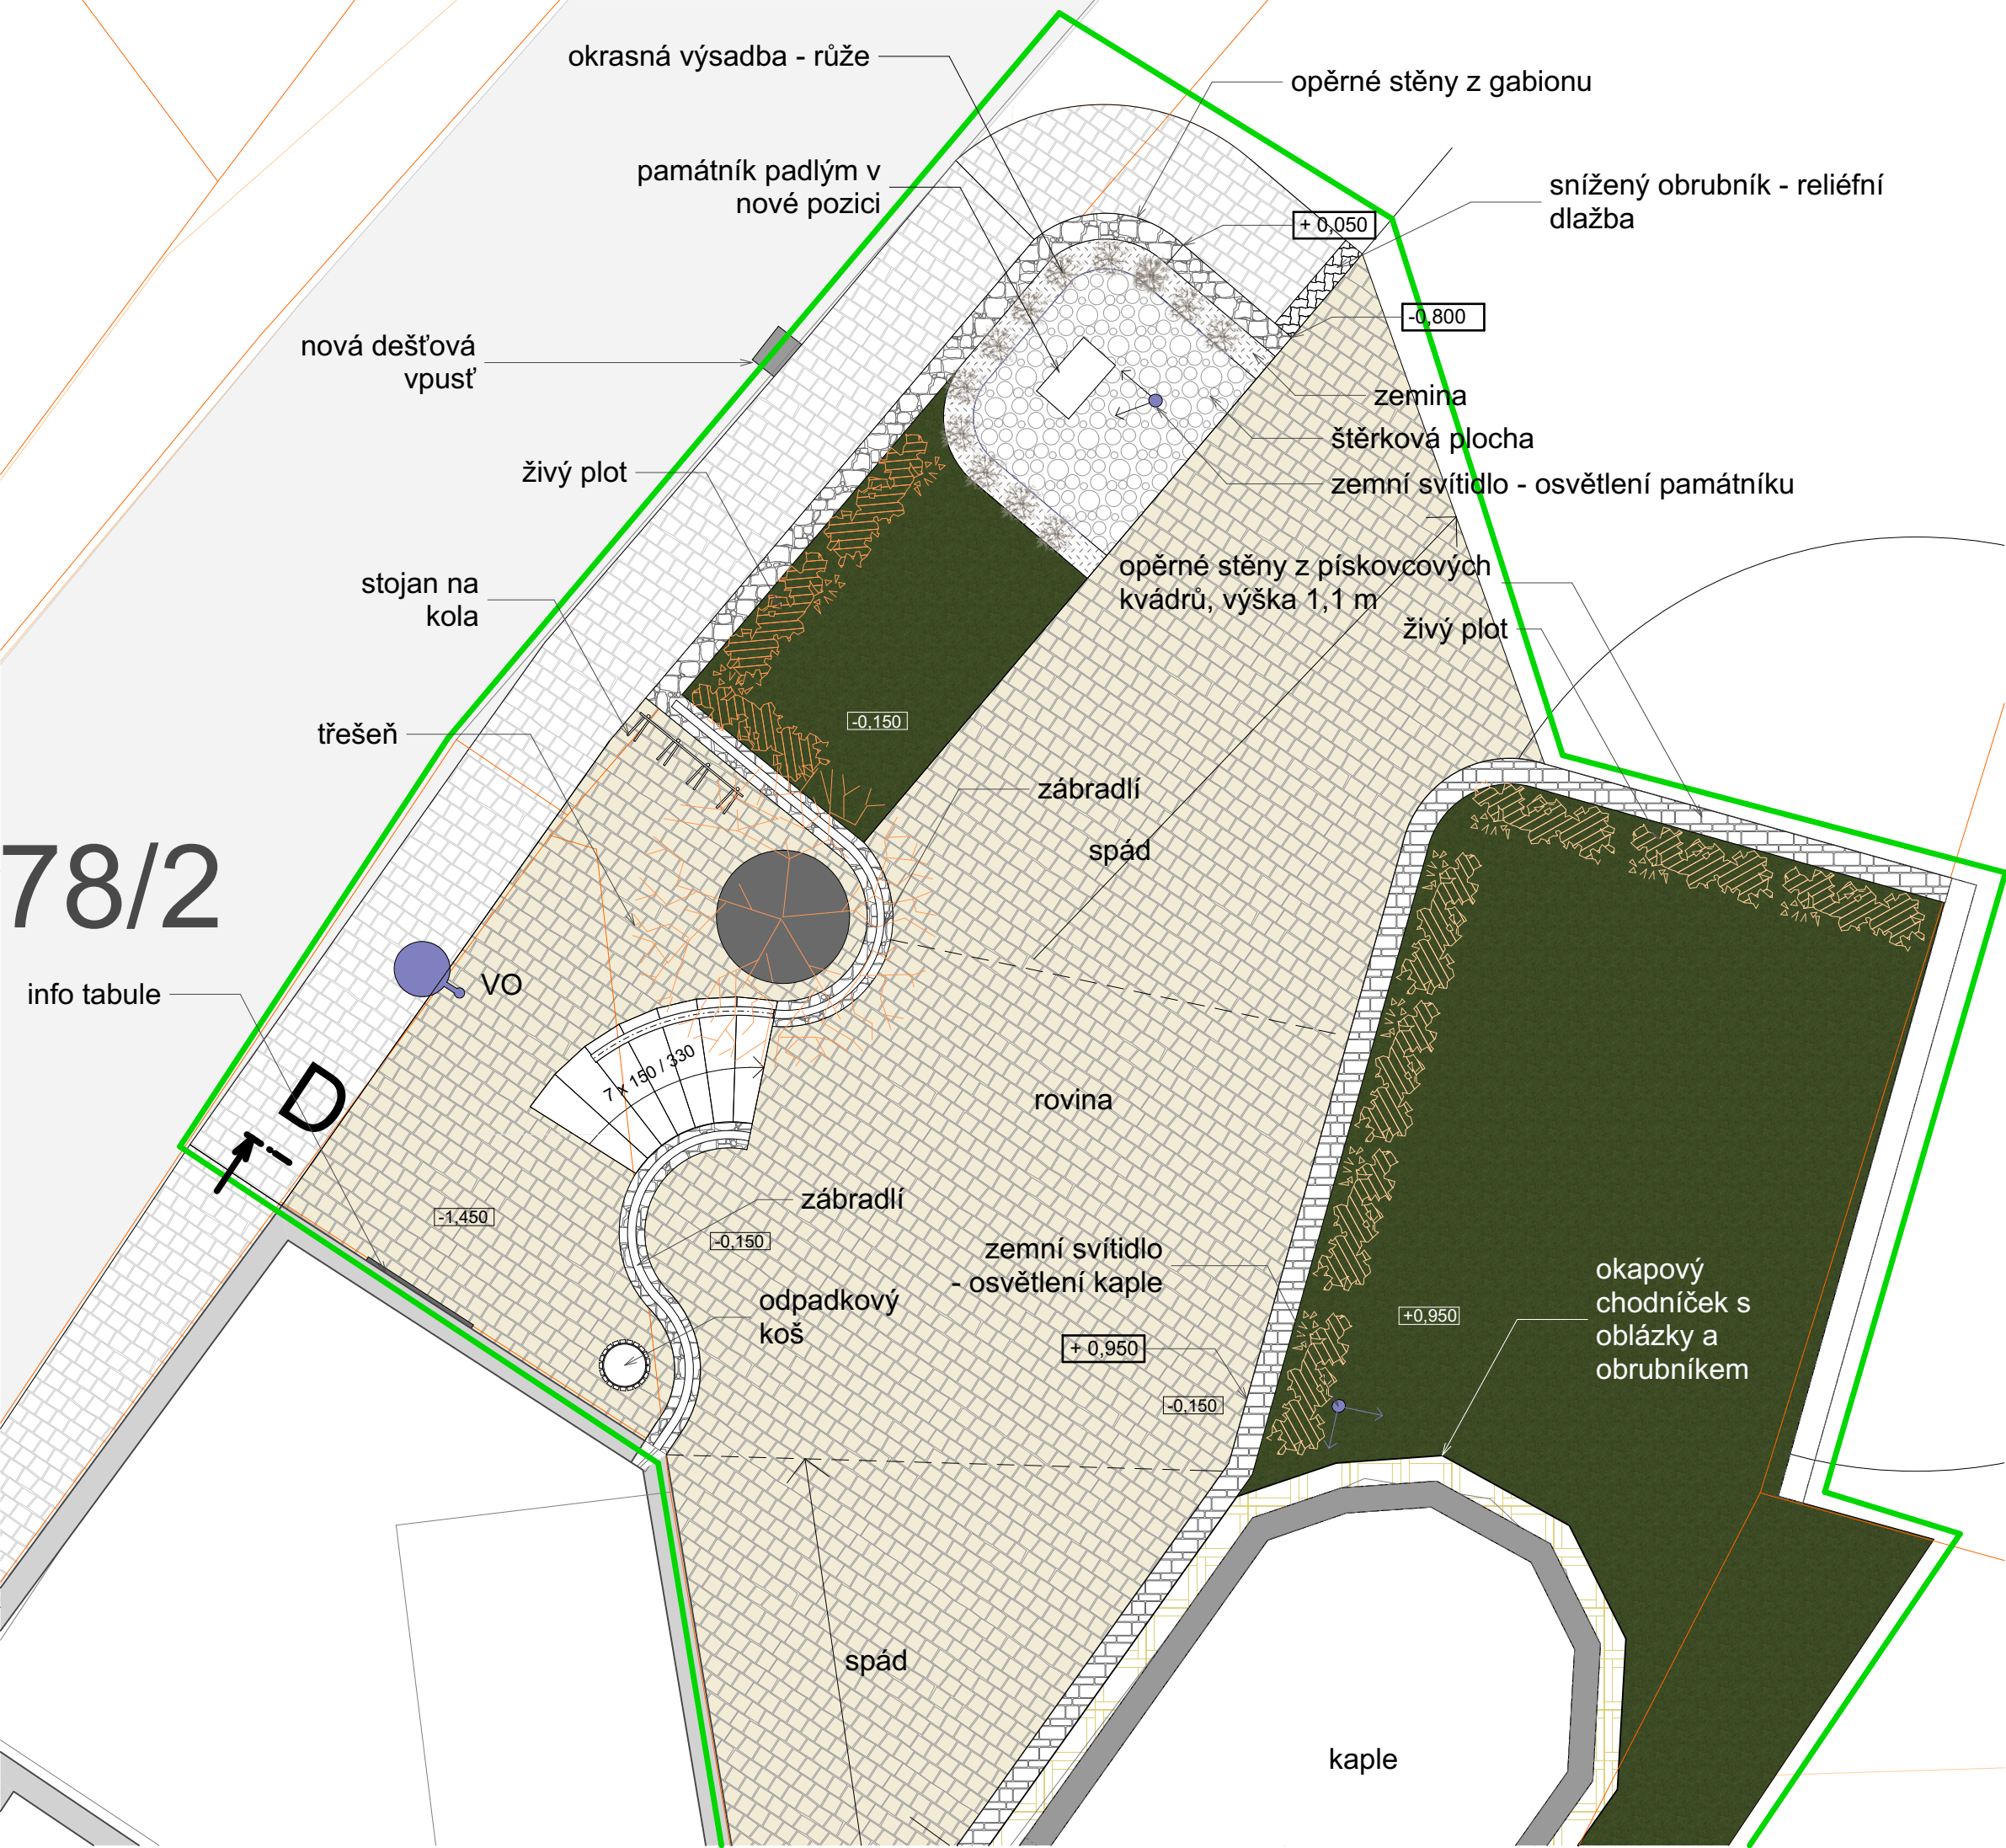 okrasná výsadba - růže
opěrné stěny z gabionu
památník padlým v
nové pozici
snížený obrubník - reliéfní
dlažba
+ 0,050
-0,800
nová dešťová
vpusť
zemina
štěrková plocha
zemní svítidlo - osvětlení památníku
živý plot
opěrné stěny z pískovcových
kvádrů, výška 1,1 m
stojan na
kola
živý plot
-0,150
třešeň
zábradlí
spád
78/2
info tabule
VO
7 x 150 / 330
D
rovina
zábradlí
-1,450
-0,150
zemní svítidlo
- osvětlení kaple
odpadkový
koš
+ 0,950
+0,950
okapový
chodníček s
oblázky a
obrubníkem
-0,150
spád
kaple